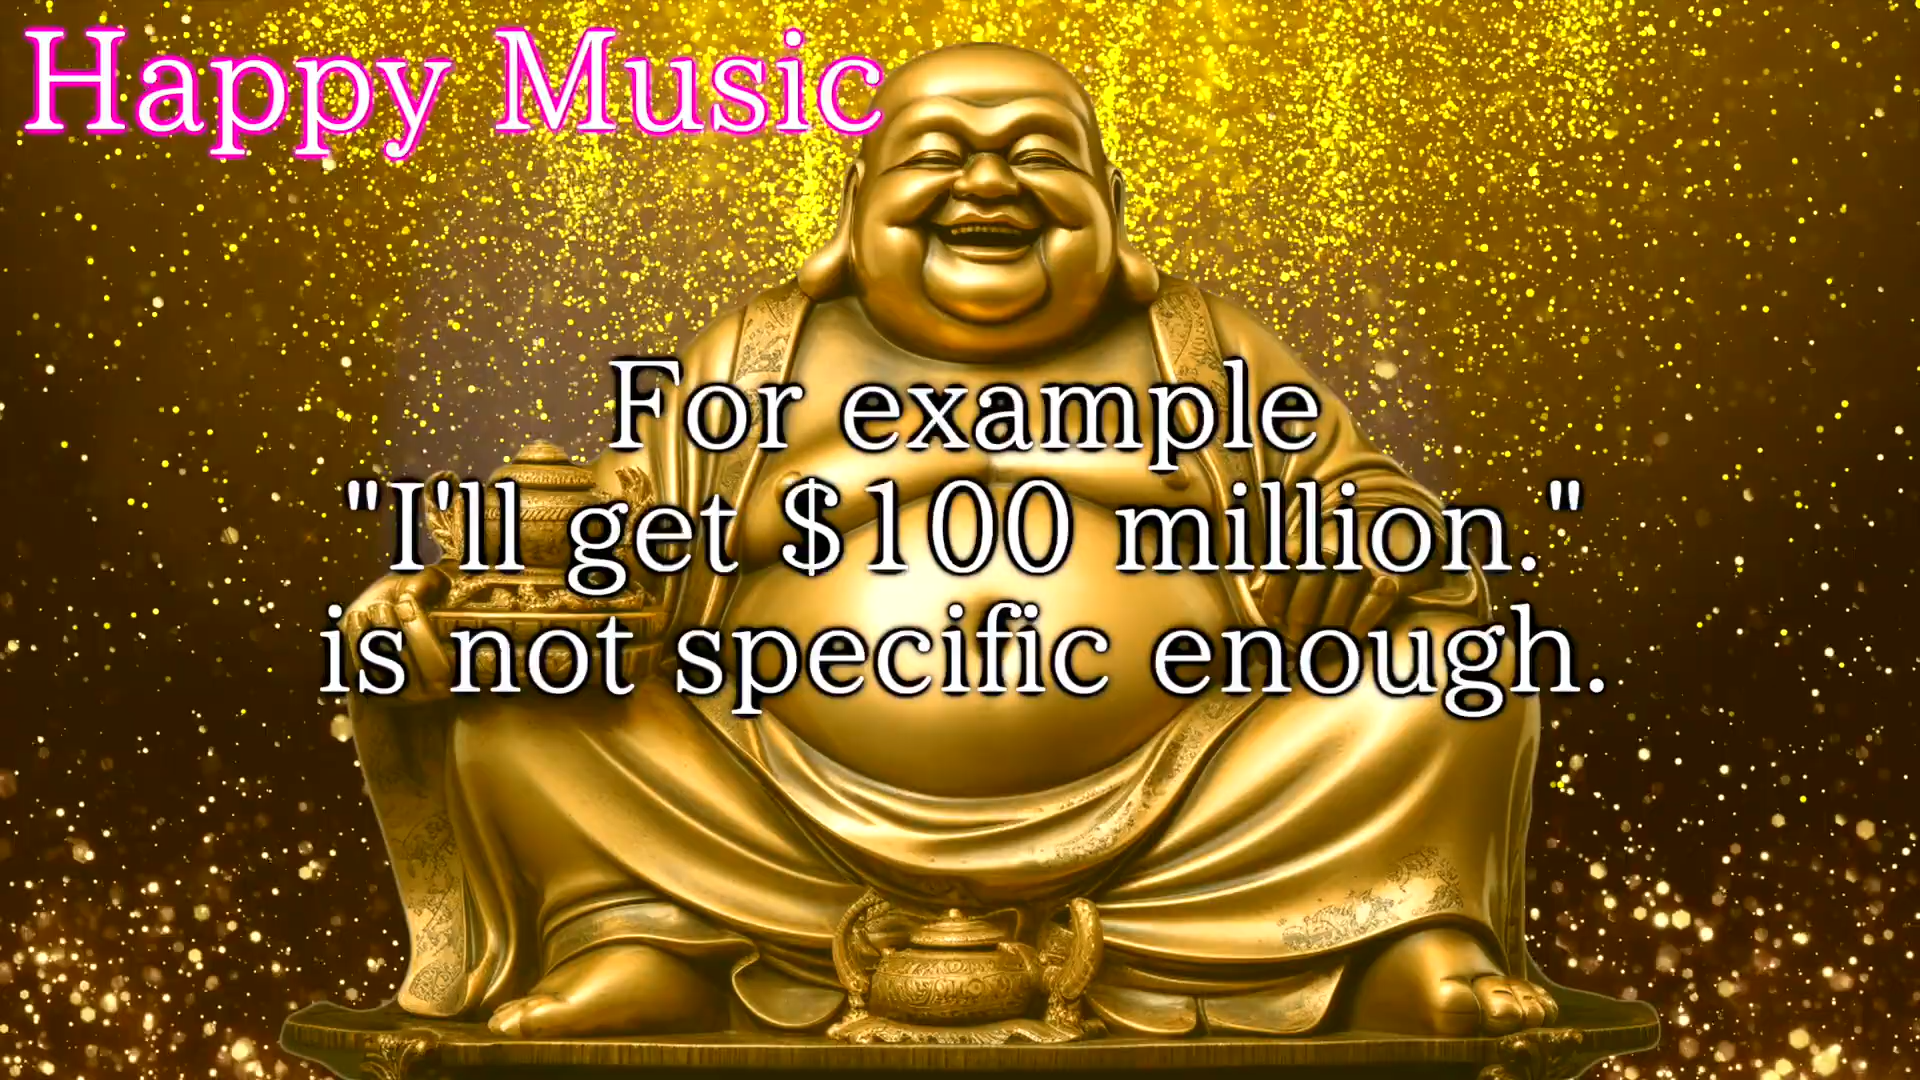 Happy Music
For example
"I'll get $100 million."
is not specific enough.